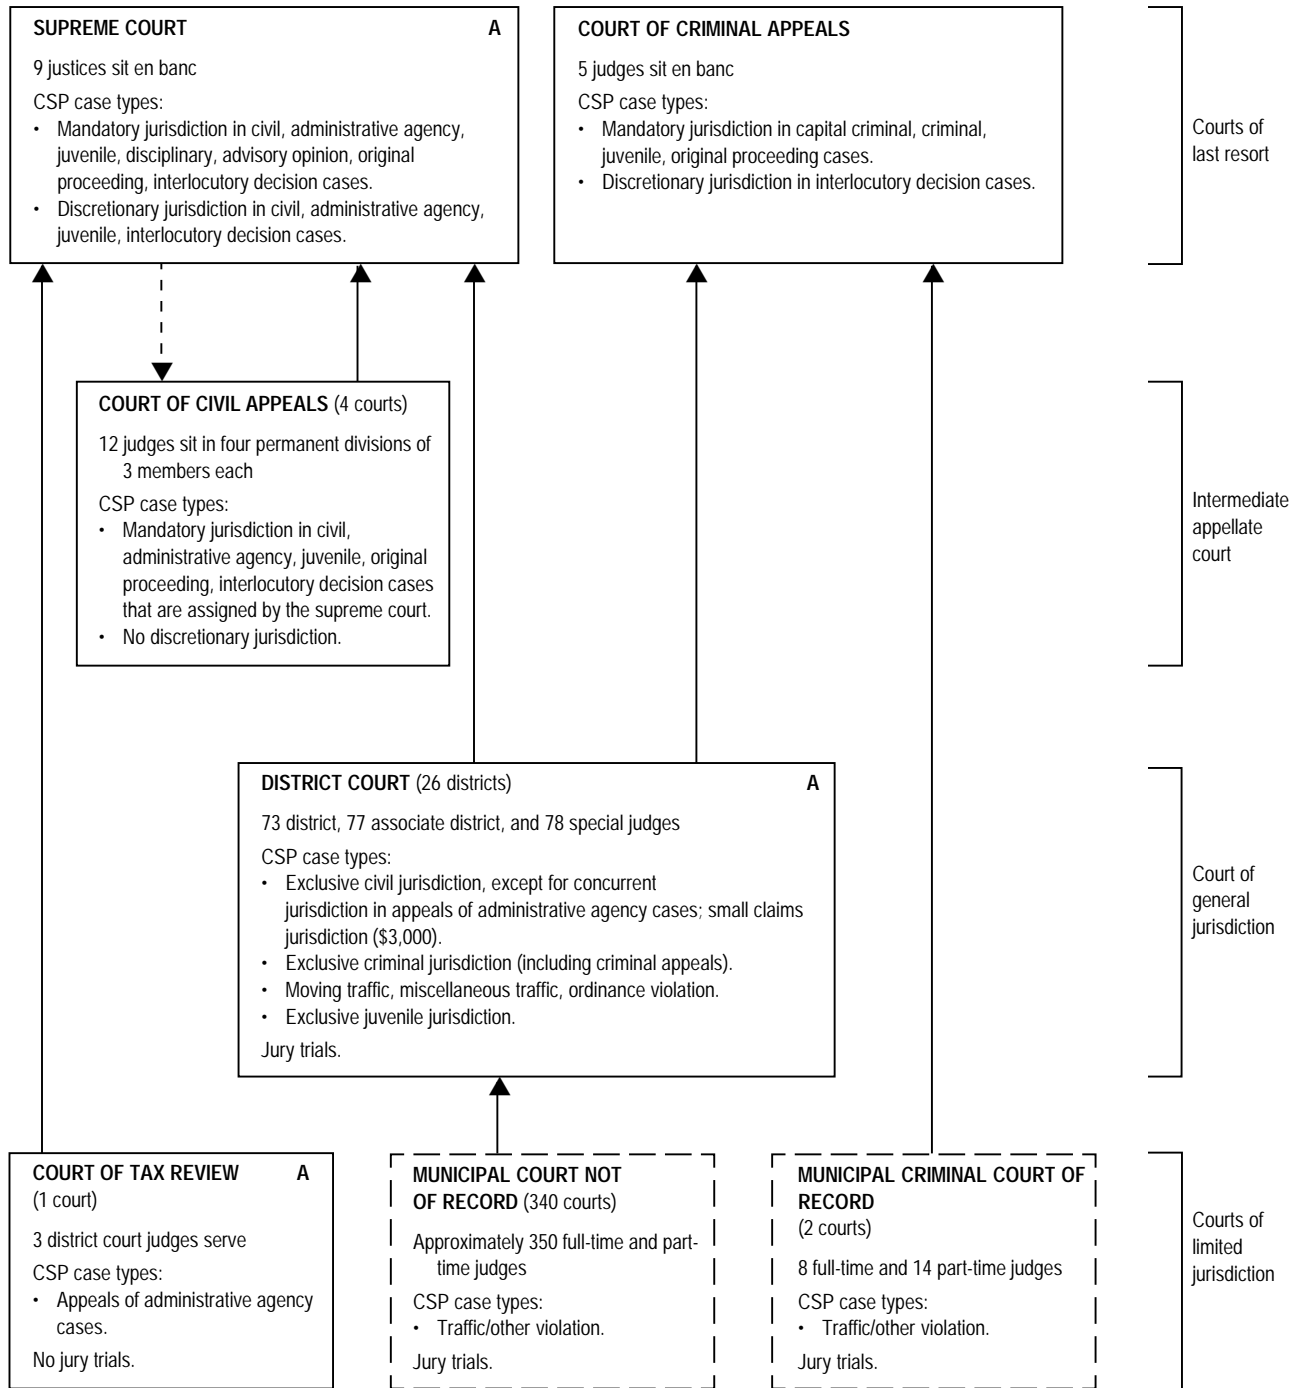 SUPREME COURT A
9 justices sit en banc
CSP case types:
• Mandatory jurisdiction in civil, administrative agency,
juvenile, disciplinary, advisory opinion, original
proceeding, interlocutory decision cases.
• Discretionary jurisdiction in civil, administrative agency,
juvenile, interlocutory decision cases.
COURT OF CRIMINAL APPEALS
5 judges sit en banc
CSP case types:
• Mandatory jurisdiction in capital criminal, criminal,
juvenile, original proceeding cases.
• Discretionary jurisdiction in interlocutory decision cases.
Courts of
last resort
COURT OF CIVIL APPEALS (4 courts)
12 judges sit in four permanent divisions of
3 members each
CSP case types:
• Mandatory jurisdiction in civil,
administrative agency, juvenile, original
proceeding, interlocutory decision cases
that are assigned by the supreme court.
• No discretionary jurisdiction.
Intermediate
appellate
court
DISTRICT COURT (26 districts) A
73 district, 77 associate district, and 78 special judges
CSP case types:
• Exclusive civil jurisdiction, except for concurrent
jurisdiction in appeals of administrative agency cases; small claims
jurisdiction ($3,000).
• Exclusive criminal jurisdiction (including criminal appeals).
• Moving traffic, miscellaneous traffic, ordinance violation.
• Exclusive juvenile jurisdiction.
Jury trials.
Court of
general
jurisdiction
COURT OF TAX REVIEW A
(1 court)
3 district court judges serve
CSP case types:
• Appeals of administrative agency
cases.
No jury trials.
MUNICIPAL COURT NOT
OF RECORD (340 courts)
Approximately 350 full-time and part-
time judges
CSP case types:
• Traffic/other violation.
Jury trials.
MUNICIPAL CRIMINAL COURT OF
RECORD
(2 courts)
8 full-time and 14 part-time judges
CSP case types:
• Traffic/other violation.
Jury trials.
Courts of
limited
jurisdiction